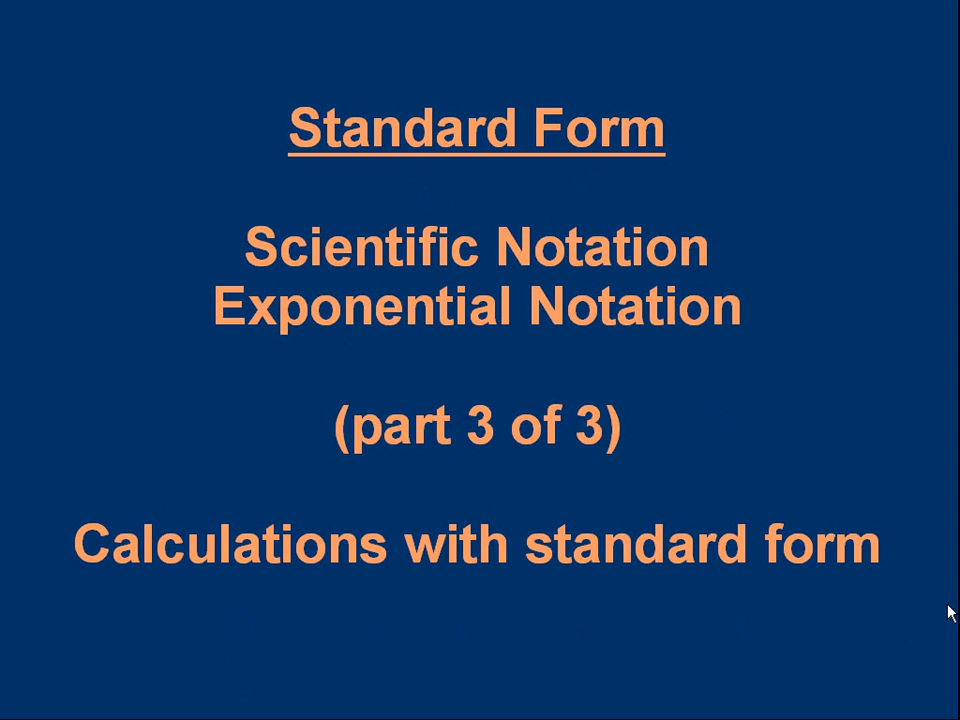 Standard Form
Scientific Notation
Exponential Notation
(part 3 of 3)
Calculations with standard form